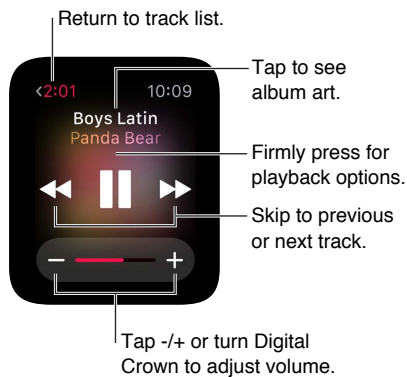 Return to track list.
<2:01 10:09
Tap to see
album art.
Boys Latin
Panda Bear
Firmly press for
playback options.
Skip to previous
or next track.
Tap -/+ or turn Digital
Crown to adjust volume.